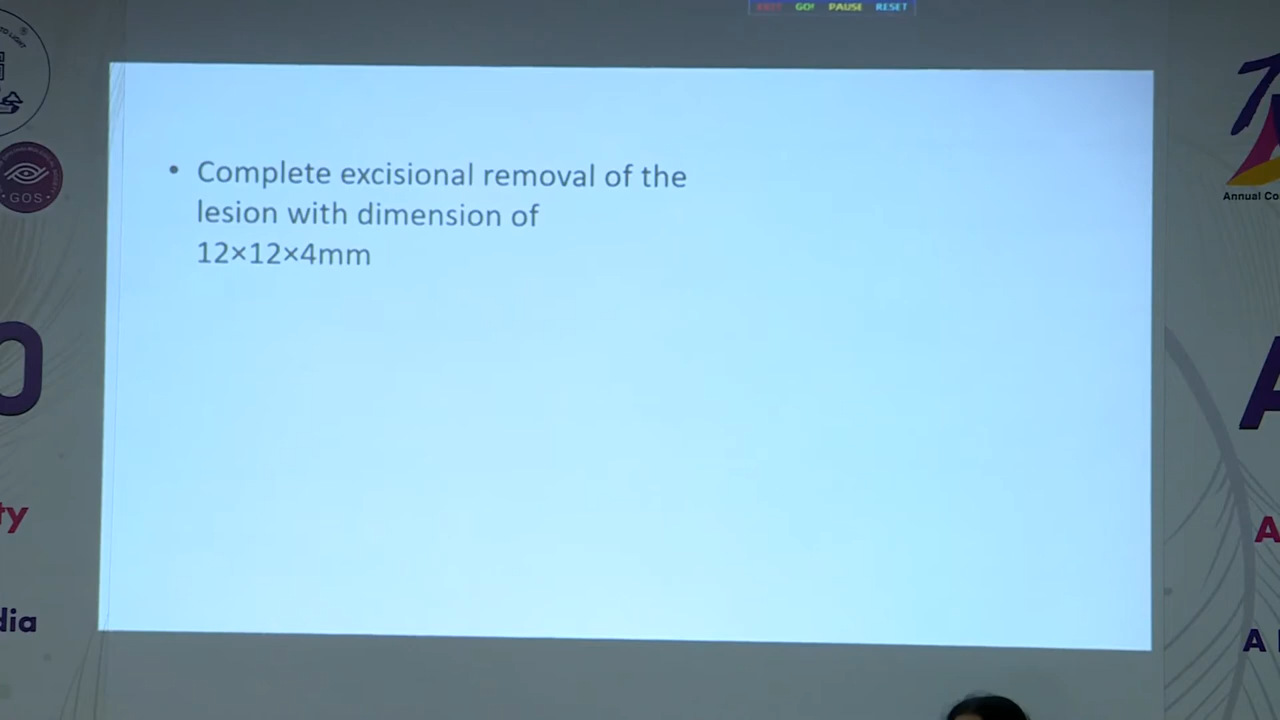 EXIT GO! PAUSE RESET
• Complete excisional removal of the
lesion with dimension of
12×12×4mm
GOS
Annual Co
O
ty
dia
A
A
A